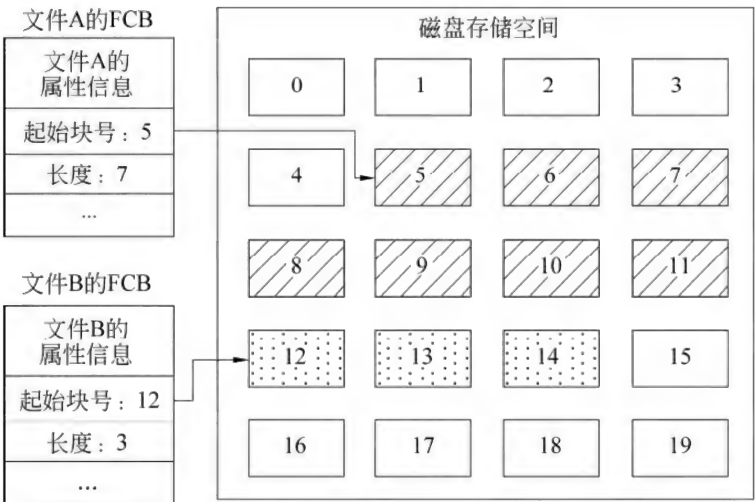 文件A的FCB
文件A的
属性信息
起始块号：5
长度：7
…
文件B的FCB
文件B的
属性信息
起始块号：12
长度：3
…
磁盘存储空间
0 1 2 3
4 5 6 7
8 9 10 11
12 13 14 15
16 17 18 19